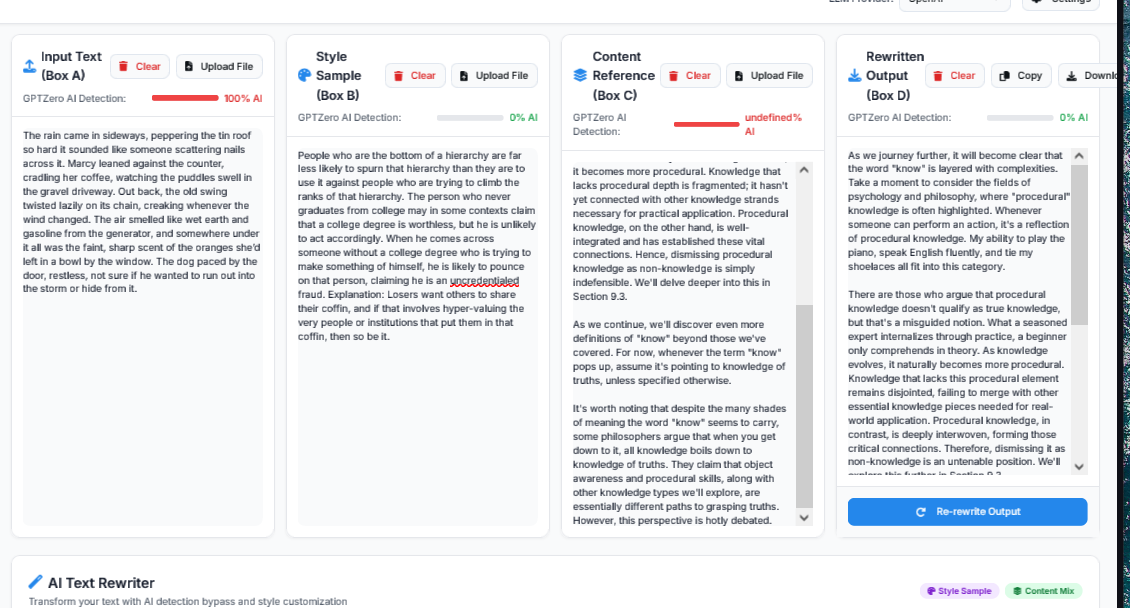 Input Text
(Box A)
Clear
Upload File
GPTZero AI Detection:
100% AI
The rain came in sideways, peppering the tin roof
so hard it sounded like someone scattering nails
across it. Marcy leaned against the counter,
cradling her coffee, watching the puddles swell in
the gravel driveway. Out back, the old swing
twisted lazily on its chain, creaking whenever the
wind changed. The air smelled like wet earth and
gasoline from the generator, and somewhere under
it all was the faint, sharp scent of the oranges she'd
left in a bowl by the window. The dog paced by the
door, restless, not sure if he wanted to run out into
the storm or hide from it.
Style
Sample
(Box B)
Clear
Upload File
GPTZero AI Detection:
0% AI
People who are the bottom of a hierarchy are far
less likely to spurn that hierarchy than they are to
use it against people who are trying to climb the
ranks of that hierarchy. The person who never
graduates from college may in some contexts claim
that a college degree is worthless, but he is unlikely
to act accordingly. When he comes across
someone without a college degree who is trying to
make something of himself, he is likely to pounce
on that person, claiming he is an uncredentialed
fraud. Explanation: Losers want others to share
their coffin, and if that involves hyper-valuing the
very people or institutions that put them in that
coffin, then so be it.
Content
Reference
(Box C)
Clear
Upload File
GPTZero AI
Detection:
undefined%
AI
it becomes more procedural. Knowledge that
lacks procedural depth is fragmented; it hasn't
yet connected with other knowledge strands
necessary for practical application. Procedural
knowledge, on the other hand, is well-
integrated and has established these vital
connections. Hence, dismissing procedural
knowledge as non-knowledge is simply
indefensible. We'll delve deeper into this in
Section 9.3.
As we continue, we'll discover even more
definitions of "know" beyond those we've
covered. For now, whenever the term "know"
pops up, assume it's pointing to knowledge of
truths, unless specified otherwise.
It's worth noting that despite the many shades
of meaning the word "know" seems to carry,
some philosophers argue that when you get
down to it, all knowledge boils down to
knowledge of truths. They claim that object
awareness and procedural skills, along with
other knowledge types we'll explore, are
essentially different paths to grasping truths.
However, this perspective is hotly debated.
Rewritten
Output
(Box D)
Clear
Copy
Downlo
GPTZero AI Detection:
0% AI
As we journey further, it will become clear that
the word "know" is layered with complexities.
Take a moment to consider the fields of
psychology and philosophy, where "procedural"
knowledge is often highlighted. Whenever
someone can perform an action, it's a reflection
of procedural knowledge. My ability to play the
piano, speak English fluently, and tie my
shoelaces all fit into this category.
There are those who argue that procedural
knowledge doesn't qualify as true knowledge,
but that's a misguided notion. What a seasoned
expert internalizes through practice, a beginner
only comprehends in theory. As knowledge
evolves, it naturally becomes more procedural.
Knowledge that lacks this procedural element
remains disjointed, failing to merge with other
essential knowledge pieces needed for real-
world application. Procedural knowledge, in
contrast, is deeply interwoven, forming those
critical connections. Therefore, dismissing it as
non-knowledge is an untenable position. We'll
explore this further in Section 9.3
Re-rewrite Output
AI Text Rewriter
Transform your text with AI detection bypass and style customization
Style Sample
Content Mix